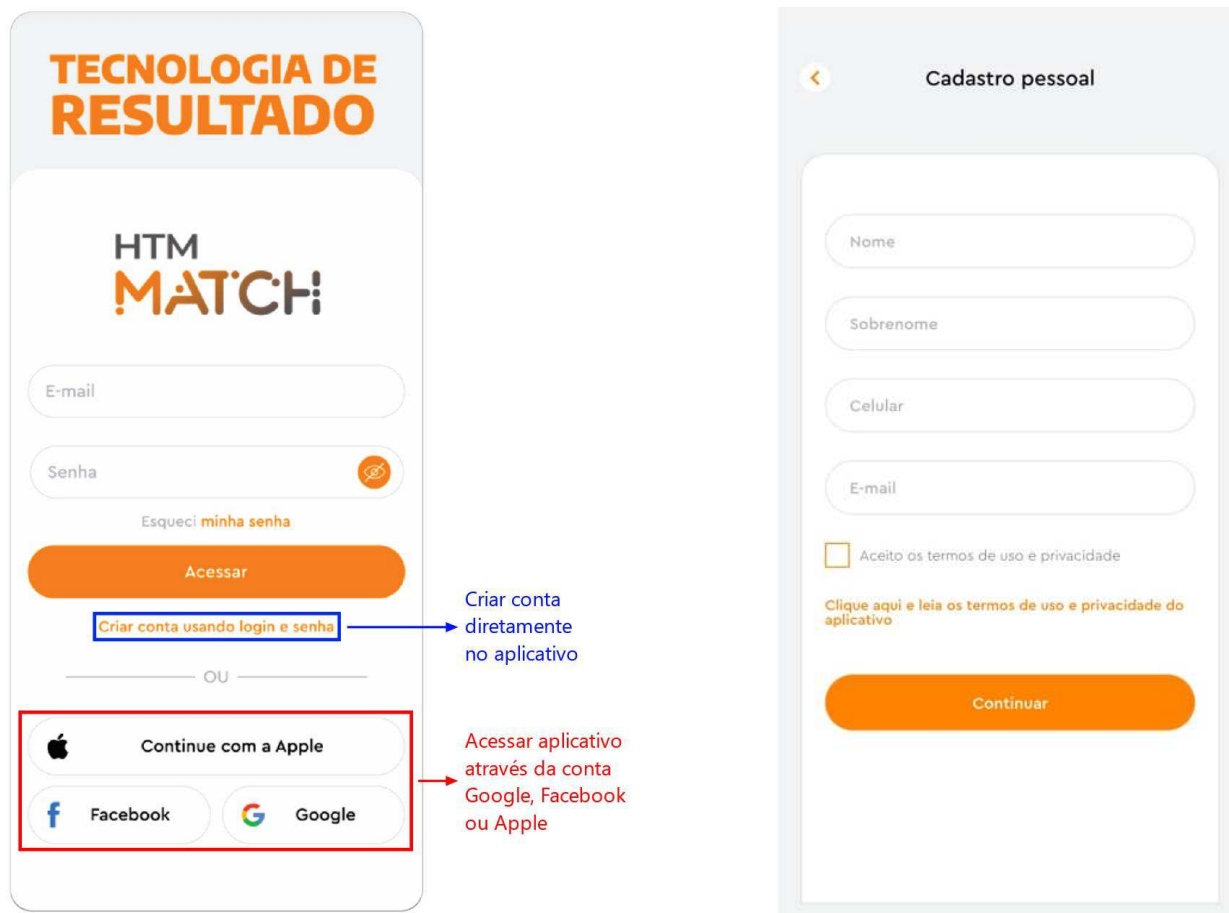 TECNOLOGIA DE
RESULTADO
HTM
MATCH
E-mail
Senha
Esqueci minha senha
Acessar
Criar conta usando login e senha
OU
Continue com a Apple
Facebook
Google
Criar conta
diretamente
no aplicativo
Acessar aplicativo
através da conta
Google, Facebook
ou Apple
Cadastro pessoal
Nome
Sobrenome
Celular
E-mail
Aceito os termos de uso e privacidade
Clique aqui e leia os termos de uso e privacidade do
aplicativo
Continuar